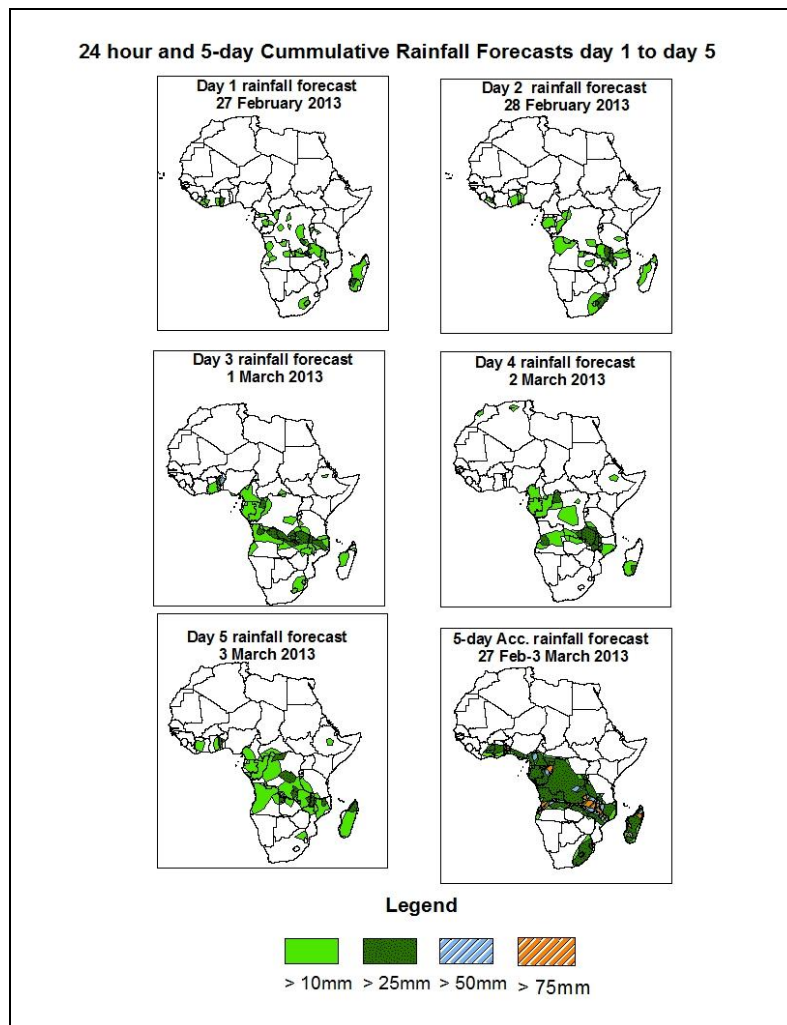 24 hour and 5-day Cummulative Rainfall Forecasts day 1 to day 5
Day 1 rainfall forecast
27 February 2013
Day 2 rainfall forecast
28 February 2013
Day 3 rainfall forecast
1 March 2013
Day 4 rainfall forecast
2 March 2013
Day 5 rainfall forecast
3 March 2013
5-day Acc. rainfall forecast
27 Feb-3 March 2013
Legend
> 10mm
> 25mm
> 50mm
> 75mm